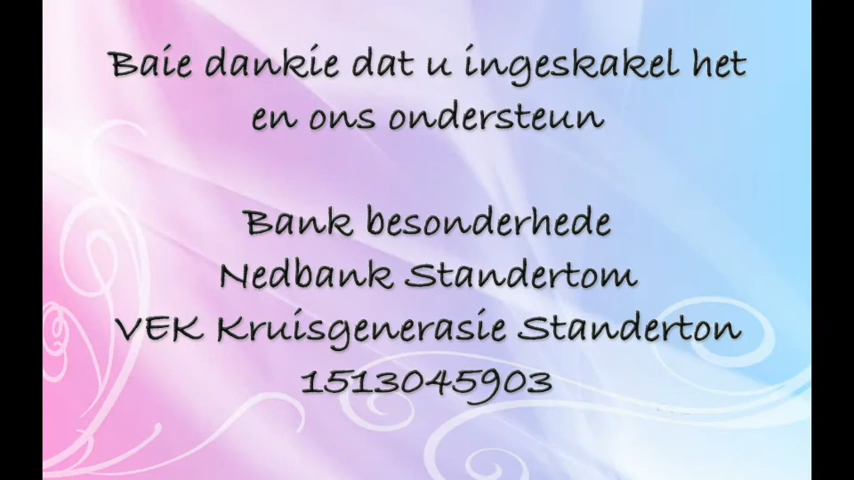 Baie dankie dat u ingeskakel het
en ons ondersteun
Bank besonderhede
Nedbank Standertom
VEK Kruisgenerasie Standerton
1513045903